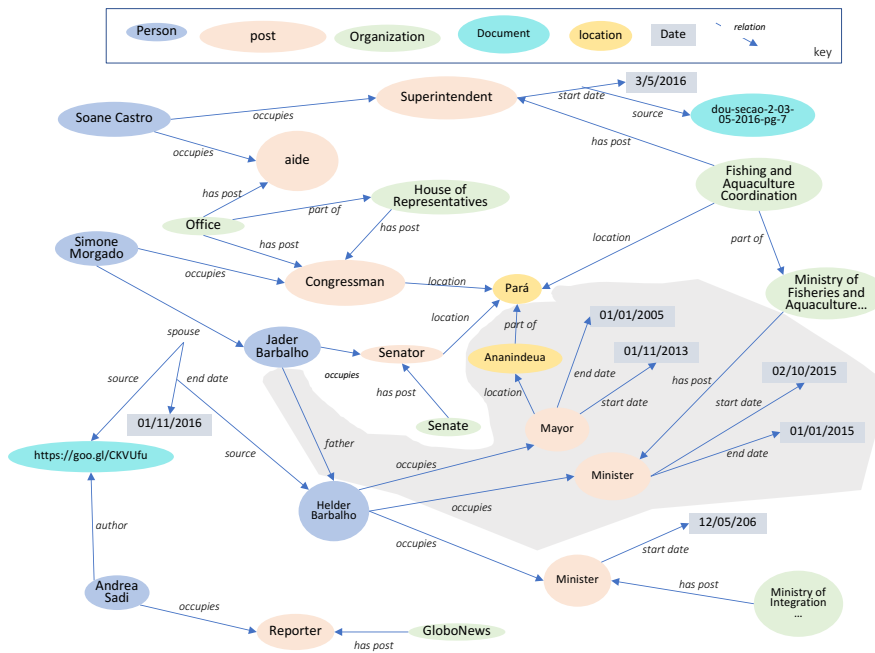 Person
post
Organization
Document
location
Date
relation
key
3/5/2016
Superintendent
start date
dou-secao-2-03-
05-2016-pg-7
source
Soane Castro
occupies
occupies
aide
has post
has post
Fishing and
Aquaculture
Coordination
House of
Representatives
part of
Office
has post
has post
Simone
Morgado
occupies
location
part of
Congressman
location
Pará
Ministry of
Fisheries and
Aquaculture…
location
01/01/2005
spouse
Jader
Barbalho
Senator
part of
Ananindeua
01/11/2013
occupies
end date
has post
02/10/2015
source
end date
has post
location
start date
start date
01/11/2016
Senate
Mayor
01/01/2015
father
https://goo.gl/CKVUfu
source
occupies
end date
Minister
Helder
Barbalho
occupies
author
occupies
12/05/206
start date
Andrea
Sadi
Minister
has post
Ministry of
Integration
…
occupies
Reporter
GloboNews
has post